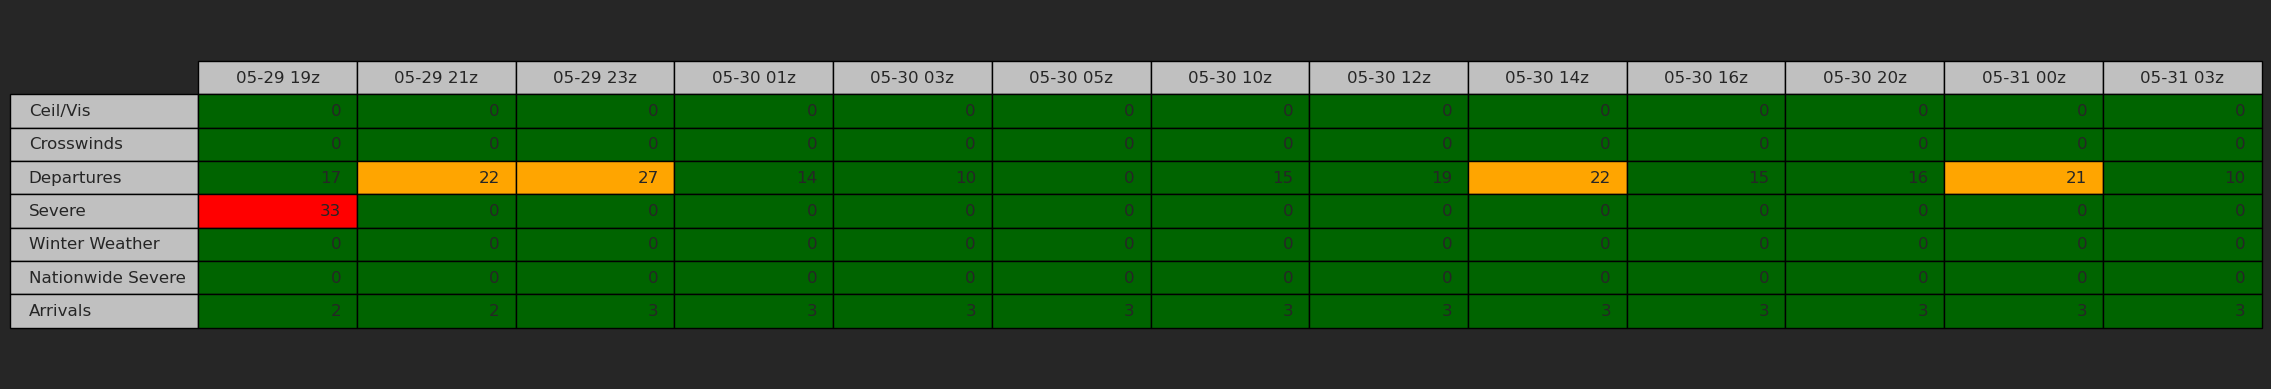 05-29 19z 05-29 21z 05-29 23z 05-30 01z 05-30 03z 05-30 05z 05-30 10z 05-30 12z 05-30 14z 05-30 16z 05-30 20z 05-31 00z 05-31 03z
Ceil/Vis 0 0 0 0 0 0 0 0 0 0 0 0 0
Crosswinds 0 0 0 0 0 0 0 0 0 0 0 0 0
Departures 17 22 27 14 10 0 15 19 22 15 16 21 10
Severe 33 0 0 0 0 0 0 0 0 0 0 0 0
Winter Weather 0 0 0 0 0 0 0 0 0 0 0 0 0
Nationwide Severe 0 0 0 0 0 0 0 0 0 0 0 0 0
Arrivals 2 2 3 3 3 3 3 3 3 3 3 3 3